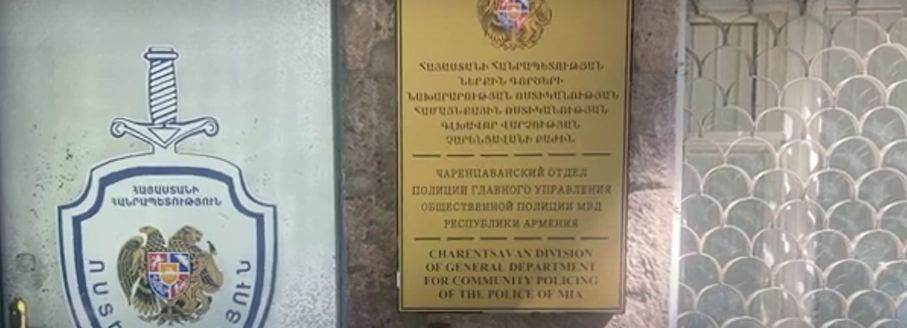 ՀԱՅԱՍՏԱՆԻ
ՀԱՆՐԱՊԵՏՈՒԹՅՈՒՆ
ՀԱՅԱՍՏԱՆԻ ՀԱՆՐԱՊԵՏՈՒԹՅԱՆ
ՆԵՐՔԻՆ ԳՈՐԾԵՐԻ
ՆԱԽԱՐԱՐՈՒԹՅԱՆ ՈՍՏԻԿԱՆՈՒԹՅԱՆ
ՀԱՄԱՅՆՔԱՅԻՆ ՈՍՏԻԿԱՆՈՒԹՅԱՆ
ԳԼԽԱՎՈՐ ՎԱՐՉՈՒԹՅԱՆ
ՉԱՐԵՆՑԱՎԱՆԻ ԲԱԺԻՆ
ЧАРЕНЦАВАНСКИЙ ОТДЕЛ
ПОЛИЦИИ ГЛАВНОГО УПРАВЛЕНИЯ
ОБЩЕСТВЕННОЙ ПОЛИЦИИ МВД
РЕСПУБЛИКИ АРМЕНИЯ
CHARENTSAVAN DIVISION
OF GENERAL DEPARTMENT
FOR COMMUNITY POLICING
OF THE POLICE OF MIA